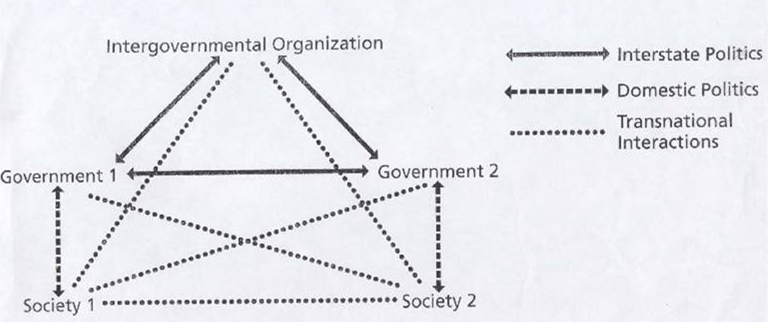 Intergovernmental Organization
Interstate Politics
Domestic Politics
Transnational
Interactions
Government 1
Government 2
Society 1
Society 2